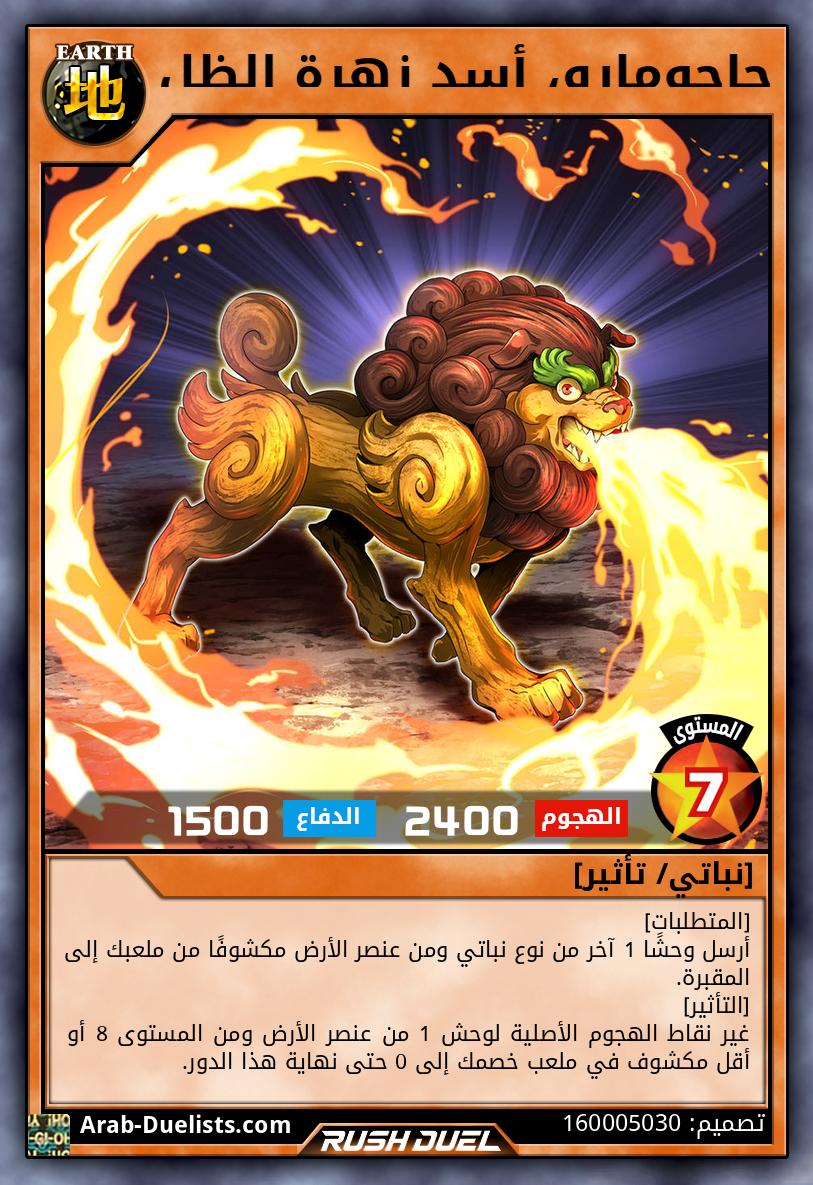 EARTH
地
أسد زهرة
المستوى
7
الهجوم 2400 الدفاع 1500
[نباتي/ تأثير]
[المتطلبات]
أرسل وحشًا 1 آخر من نوع نباتي ومن عنصر الأرض مكشوفًا من ملعبك إلى
المقبرة.
[التأثير]
غير نقاط الهجوم الأصلية لوحش 1 من عنصر الأرض ومن المستوى 8 أو
أقل مكشوف في ملعب خصمك إلى 0 حتى نهاية هذا الدور.
تصميم: 160005030
RUSH DUEL
Arab-Duelists.com